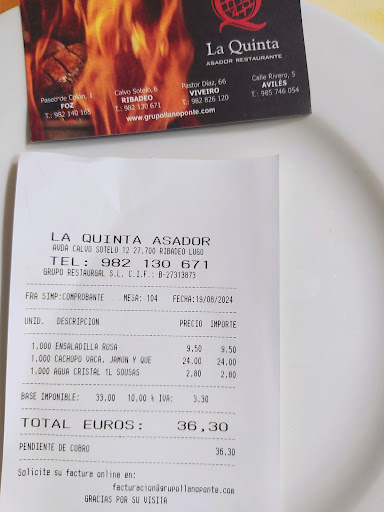 La Quinta
ASADOR RESTAURANTE
Paseo de Colón, 1
FOZ
T.: 982 140 165
Calvo Sotelo, 6
RIBADEO
T.: 982 130 671
Pastor Díaz, 66
VIVEIRO
T.: 982 826 120
Calle Rivero, 5
AVILÉS
T.: 985 746 054
www.grupollanoponte.com
LA QUINTA ASADOR
AVDA CALVO SOTELO 12 27.700 RIBADEO LUGO
TEL: 982 130 671
GRUPO RESTAURGAL S.L. C.I.F.: B-27313873
FRA SIMP:COMPROBANTE MESA: 104 FECHA:19/08/2024
UNID. DESCRIPCION PRECIO IMPORTE
1,000 ENSALADILLA RUSA 9,50 9,50
1,000 CACHOPO VACA, JAMON Y QUE 24,00 24,00
1,000 AGUA CRISTAL 1L SOUSAS 2,80 2,80
BASE IMPONIBLE: 33,00 10,00 % IVA: 3,30
TOTAL EUROS: 36,30
PENDIENTE DE COBRO 36,30
Solicite su factura online en:
facturacion@grupollanoponte.com
GRACIAS POR SU VISITA